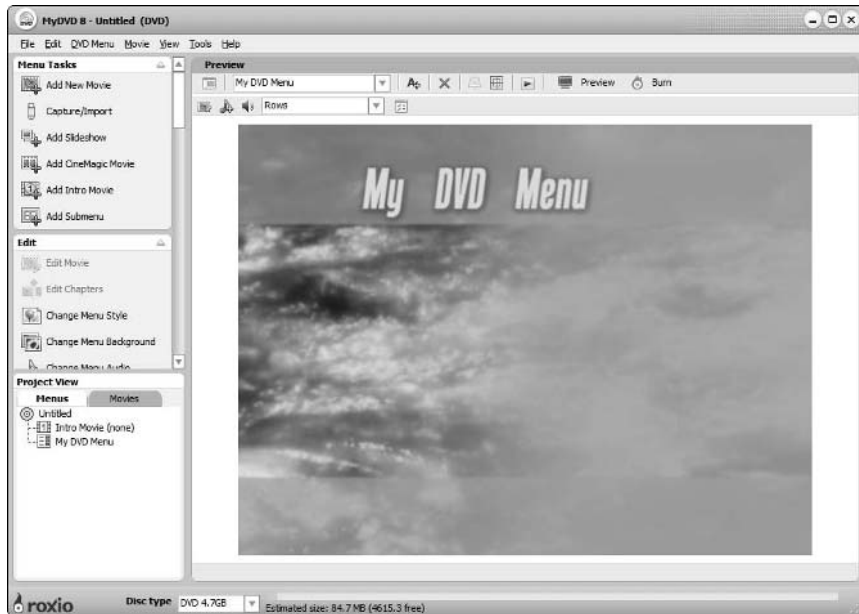 MyDVD 8 - Untitled (DVD)
File Edit DVD Menu Movie View Tools Help
Menu Tasks
Add New Movie
Capture/Import
Add Slideshow
Add CineMagic Movie
Add Intro Movie
Add Submenu
Edit
Edit Movie
Edit Chapters
Change Menu Style
Change Menu Background
Change Menu Audio
Project View
Menus Movies
Untitled
Intro Movie (none)
My DVD Menu
Preview
My DVD Menu Preview Burn
Rows
My DVD Menu
roxio Disc type DVD 4.7GB Estimated size: 84.7 MB (4615.3 free)